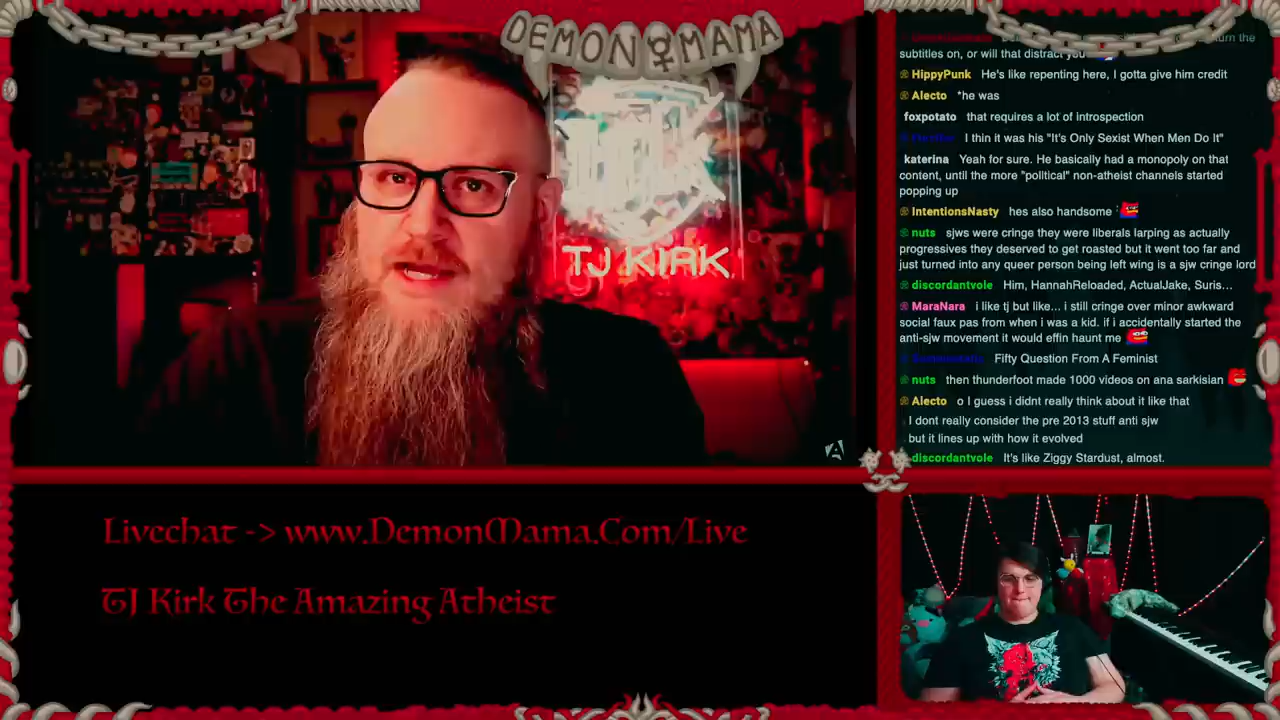 DEMON MAMA
TJ KIRK
turn the
subtitles on, or will that distract you
HippyPunk He's like repenting here, I gotta give him credit
Alecto *he was
foxpotato that requires a lot of introspection
I thin it was his "It's Only Sexist When Men Do It"
katerina Yeah for sure. He basically had a monopoly on that
content, until the more "political" non-atheist channels started
popping up
IntentionsNasty hes also handsome
nuts sjws were cringe they were liberals larping as actually
progressives they deserved to get roasted but it went too far and
just turned into any queer person being left wing is a sjw cringe lord
discordantvole Him, HannahReloaded, ActualJake, Suris...
MaraNara i like tj but like... i still cringe over minor awkward
social faux pas from when i was a kid. if i accidentally started the
anti-sjw movement it would effin haunt me
Fifty Question From A Feminist
nuts then thunderfoot made 1000 videos on ana sarkisian
Alecto o I guess i didnt really think about it like that
I dont really consider the pre 2013 stuff anti sjw
but it lines up with how it evolved
discordantvole It's like Ziggy Stardust, almost.
Livechat -> www.DemonMama.Com/Live
TJ Kirk The Amazing Atheist